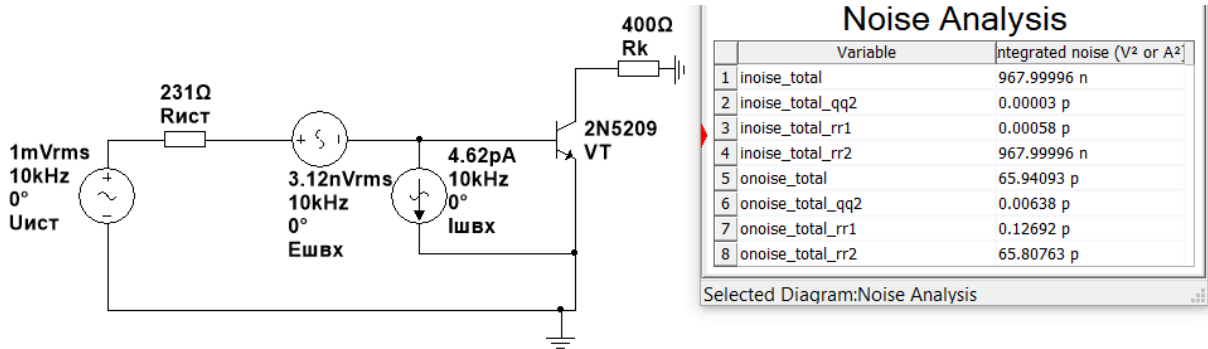 400Ω
Rk
231Ω
Rист
1mVrms
10kHz
0°
Uист
3.12nVrms
10kHz
0°
Eшвх
4.62pA
10kHz
0°
Iшвх
2N5209
VT
Noise Analysis
Variable ntegrated noise (V² or A²)
1 inoise_total 967.99996 n
2 inoise_total_qq2 0.00003 p
3 inoise_total_rr1 0.00058 p
4 inoise_total_rr2 967.99996 n
5 onoise_total 65.94093 p
6 onoise_total_qq2 0.00638 p
7 onoise_total_rr1 0.12692 p
8 onoise_total_rr2 65.80763 p
Selected Diagram:Noise Analysis